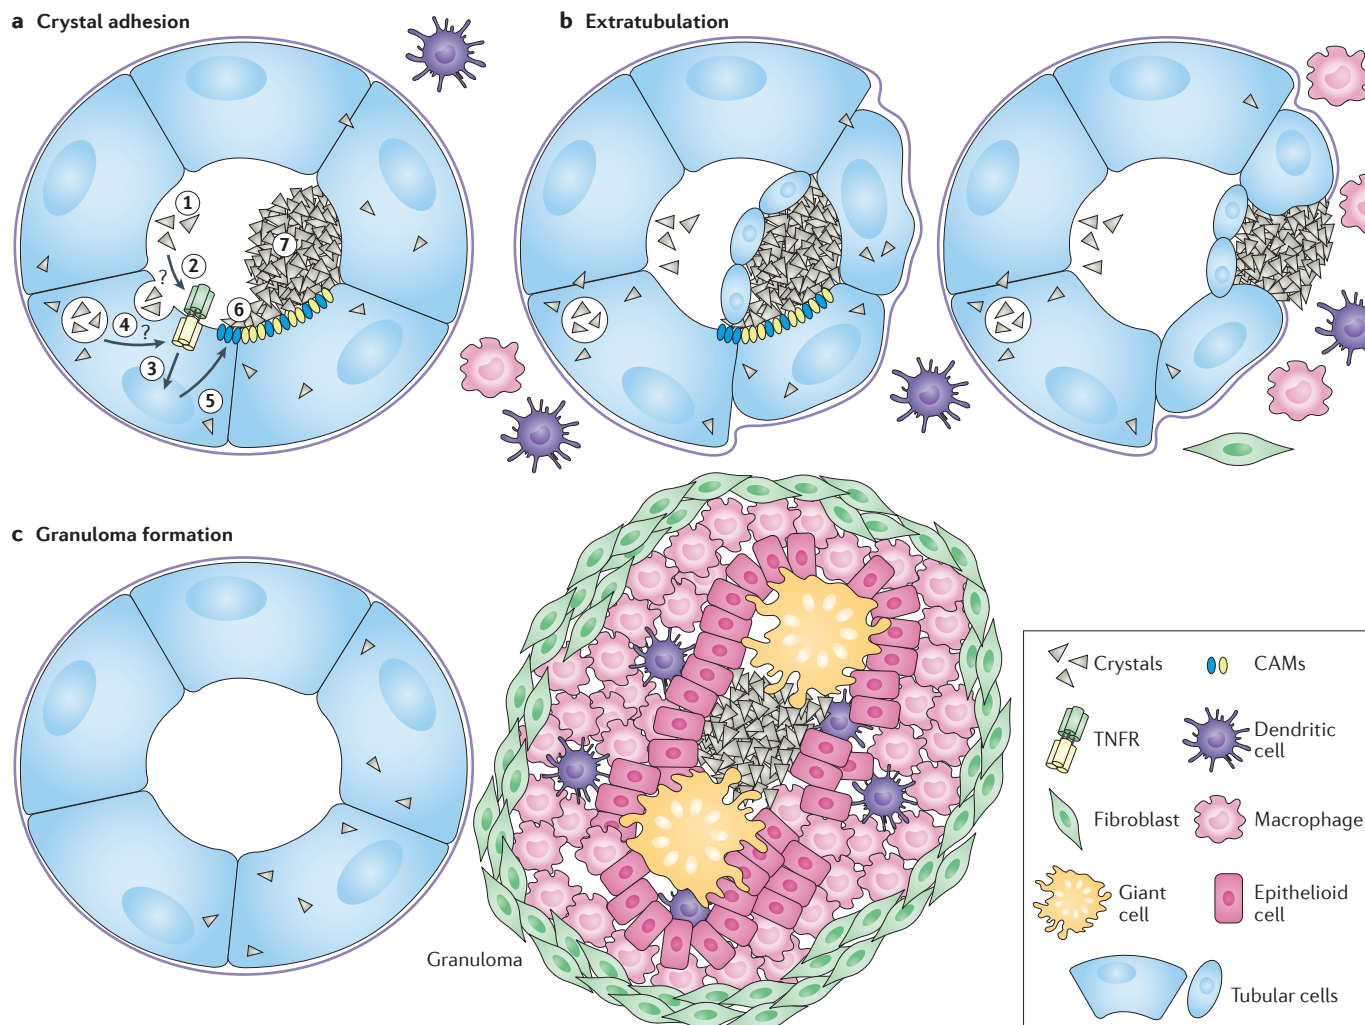 a Crystal adhesion
b Extratubulation
1
2
?
7
6
4
?
3
5
c Granuloma formation
Granuloma
Crystals
CAMs
TNFR
Dendritic
cell
Fibroblast
Macrophage
Giant
cell
Epithelioid
cell
Tubular cells